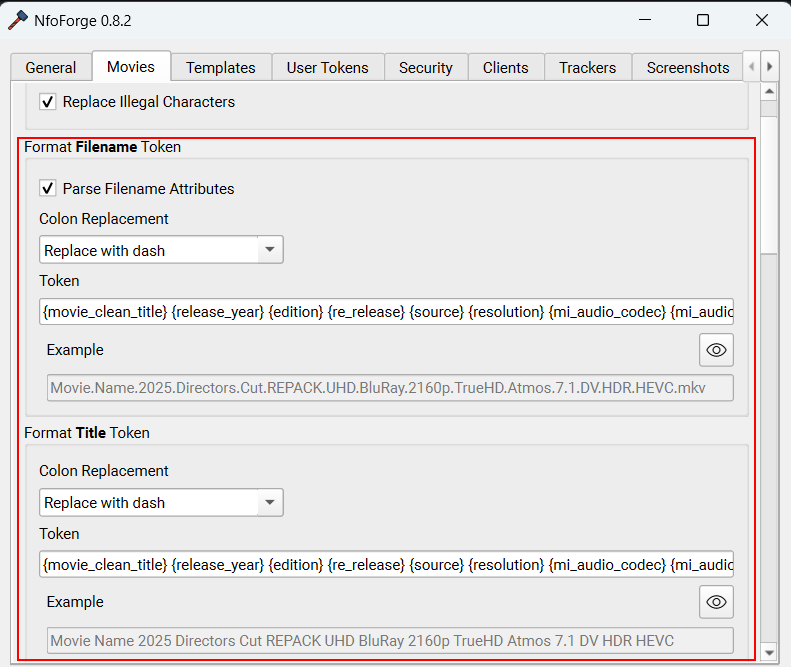 NfoForge 0.8.2
General Movies Templates User Tokens Security Clients Trackers Screenshots
Replace Illegal Characters
Format Filename Token
Parse Filename Attributes
Colon Replacement
Replace with dash
Token
{movie_clean_title} {release_year} {edition} {re_release} {source} {resolution} {mi_audio_codec} {mi_audio
Example
Movie.Name.2025.Directors.Cut.REPACK.UHD.BluRay.2160p.TrueHD.Atmos.7.1.DV.HDR.HEVC.mkv
Format Title Token
Colon Replacement
Replace with dash
Token
{movie_clean_title} {release_year} {edition} {re_release} {source} {resolution} {mi_audio_codec} {mi_audio
Example
Movie Name 2025 Directors Cut REPACK UHD BluRay 2160p TrueHD Atmos 7.1 DV HDR HEVC